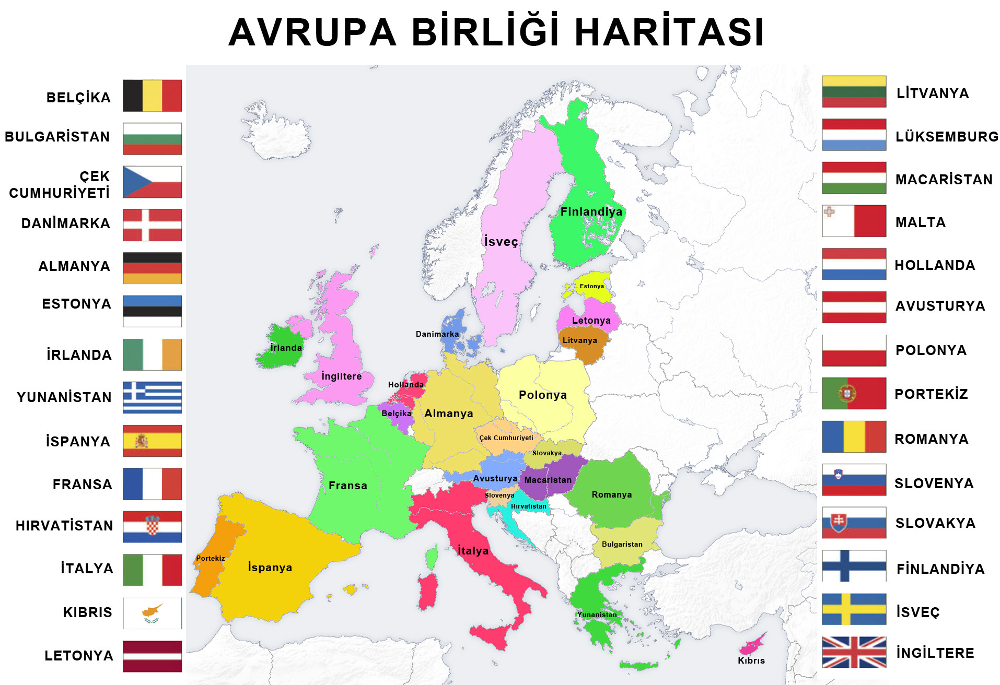 AVRUPA BİRLİĞİ HARİTASI
BELÇİKA
BULGARİSTAN
ÇEK
CUMHURİYETİ
DANİMARKA
ALMANYA
ESTONYA
İRLANDA
YUNANİSTAN
İSPANYA
FRANSA
HIRVATİSTAN
İTALYA
KIBRIS
LETONYA
Finlandiya
İsveç
Estonya
Letonya
Danimarka
Litvanya
İrlanda
İngiltere
Hollanda
Polonya
Belçika
Almanya
Çek Cumhuriyeti
Slovakya
Avusturya
Macaristan
Fransa
Slovenya
Romanya
Hırvatistan
Bulgaristan
İtalya
Portekiz
İspanya
Yunanistan
Kıbrıs
LİTVANYA
LÜKSEMBURG
MACARİSTAN
MALTA
HOLLANDA
AVUSTURYA
POLONYA
PORTEKİZ
ROMANYA
SLOVENYA
SLOVAKYA
FİNLANDİYA
İSVEÇ
İNGİLTERE